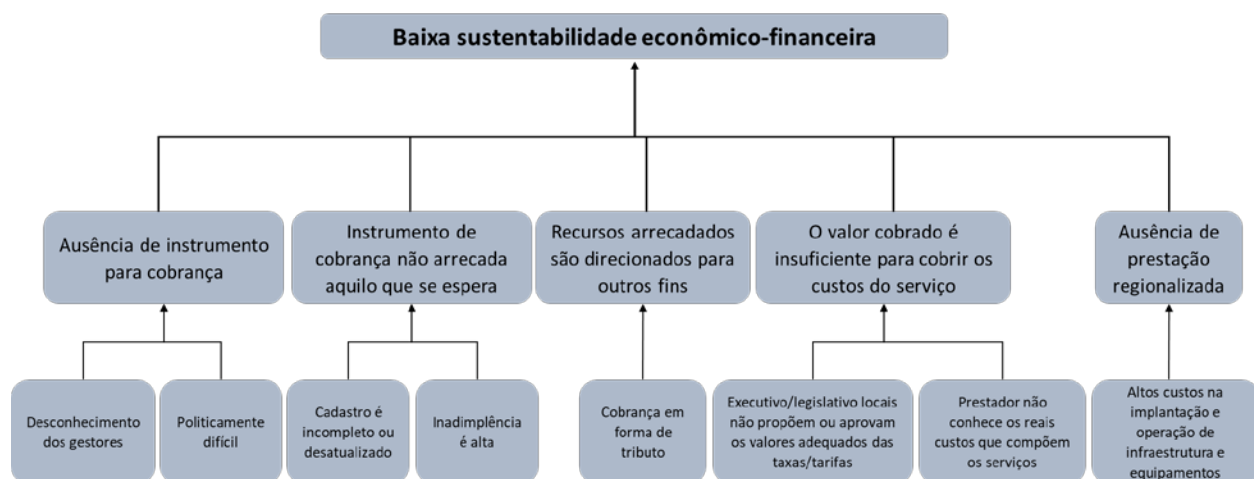 Baixa sustentabilidade econômico-financeira
Ausência de instrumento
para cobrança
Instrumento de
cobrança não arrecada
aquilo que se espera
Recursos arrecadados
são direcionados para
outros fins
O valor cobrado é
insuficiente para cobrir os
custos do serviço
Ausência de
prestação
regionalizada
Desconhecimento
dos gestores
Politicamente
difícil
Cadastro é
incompleto ou
desatualizado
Inadimplência
é alta
Cobrança em
forma de
tributo
Executivo/legislativo locais
não propõem ou aprovam
os valores adequados das
taxas/tarifas
Prestador não
conhece os reais
custos que compõem
os serviços
Altos custos na
implantação e
operação de
infraestrutura e
equipamentos